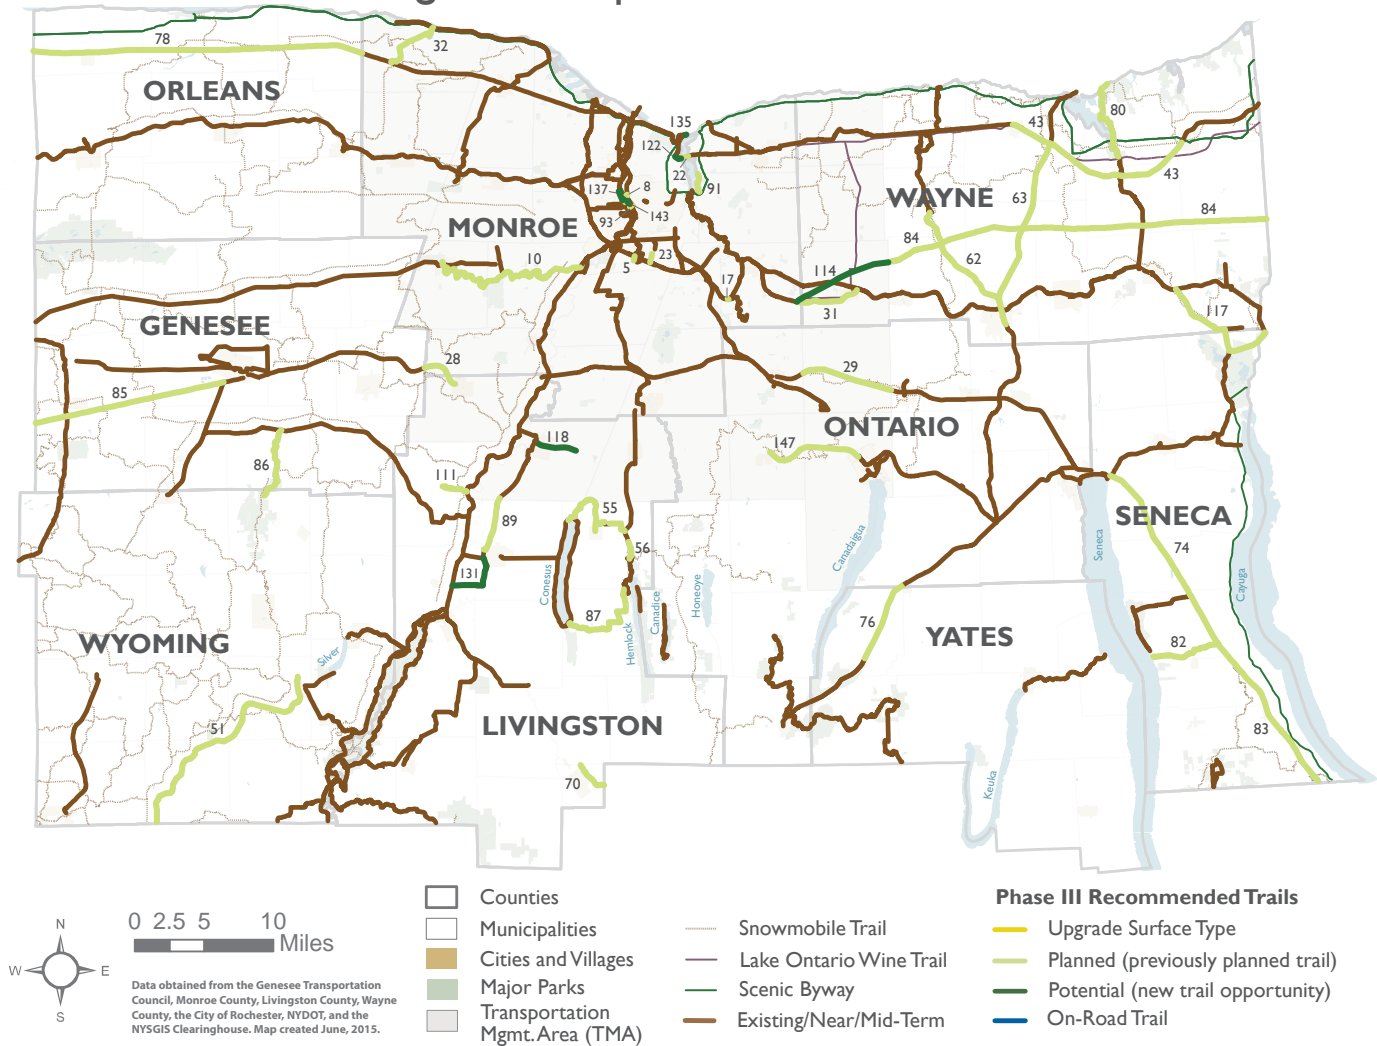 78
32
ORLEANS
135
122
22
91
137
8
143
93
43
80
43
63
WAYNE
84
84
62
MONROE
10
5
23
17
114
31
117
GENESEE
28
85
29
ONTARIO
147
118
86
111
89
55
56
131
87
Conesus
Hemlock
Canadice
Honeoye
Canadaigua
Seneca
Cayuga
SENECA
74
76
YATES
82
83
WYOMING
Silver
51
LIVINGSTON
70
Keuka
N
W
E
S
0 2.5 5 10
Miles
Data obtained from the Genesee Transportation
Council, Monroe County, Livingston County, Wayne
County, the City of Rochester, NYDOT, and the
NYSGIS Clearinghouse. Map created June, 2015.
Counties
Municipalities
Cities and Villages
Major Parks
Transportation
Mgmt. Area (TMA)
Snowmobile Trail
Lake Ontario Wine Trail
Scenic Byway
Existing/Near/Mid-Term
Phase III Recommended Trails
Upgrade Surface Type
Planned (previously planned trail)
Potential (new trail opportunity)
On-Road Trail